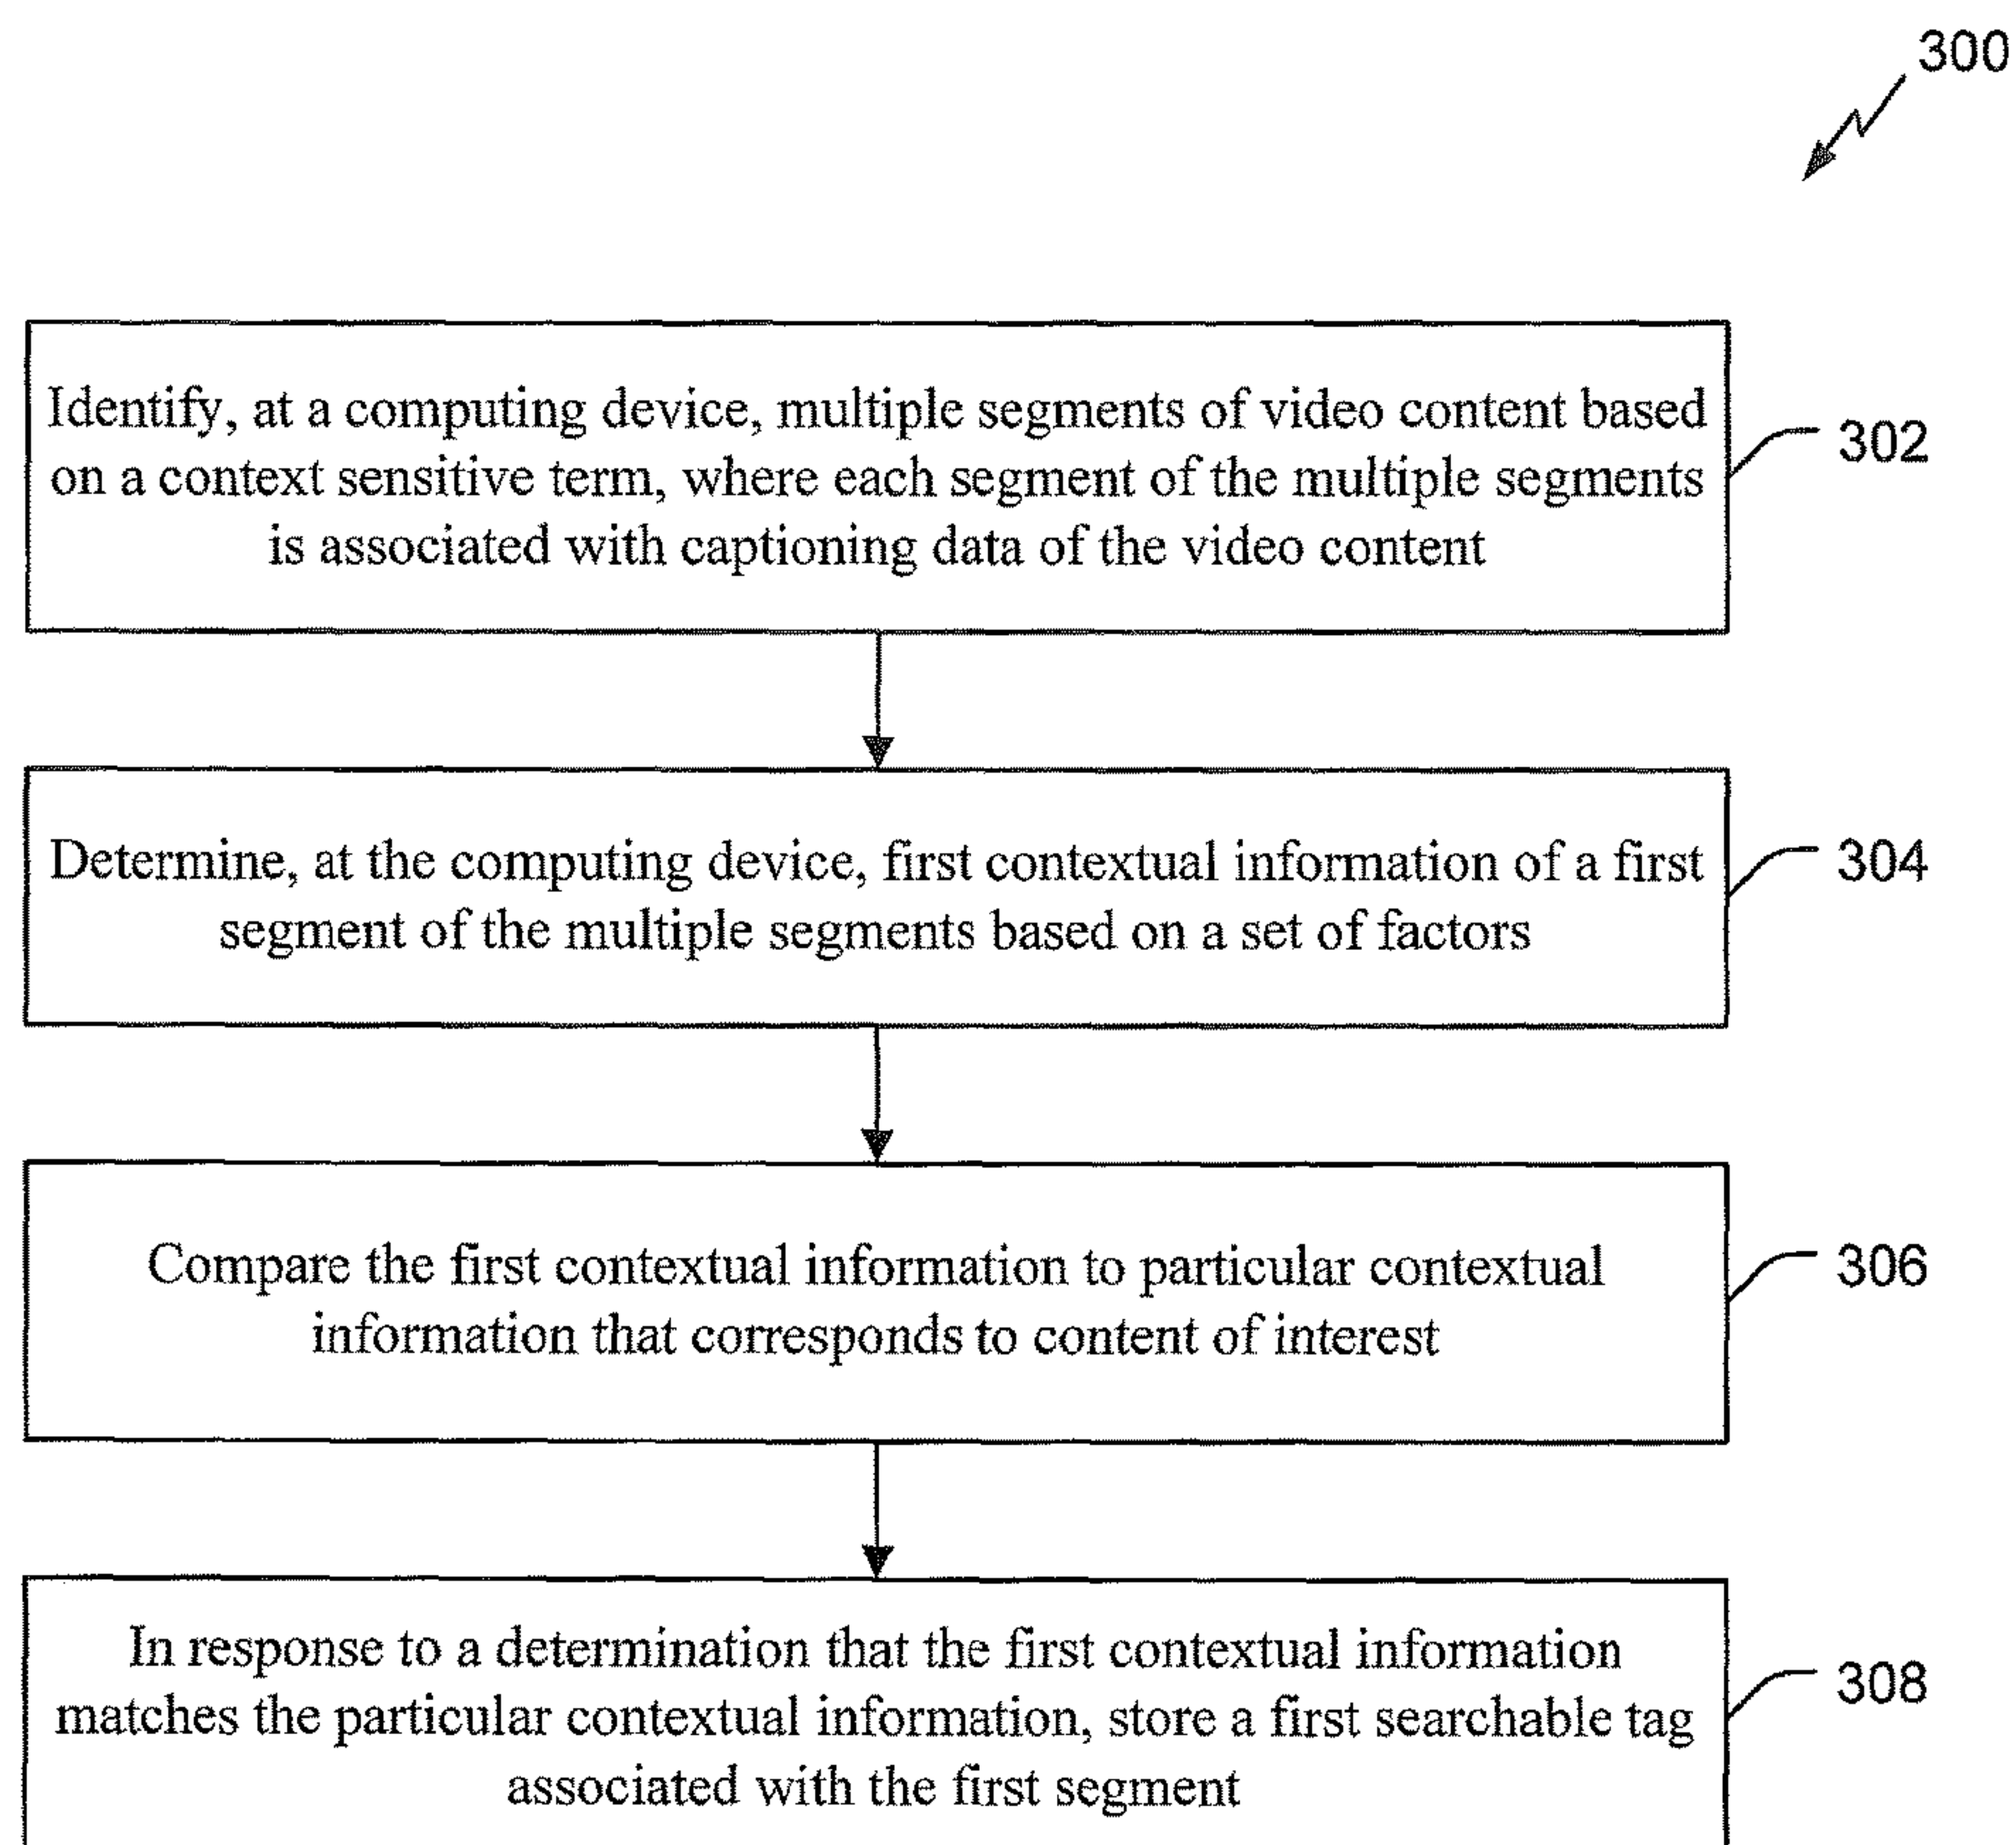 300
Identify, at a computing device, multiple segments of video content based
on a context sensitive term, where each segment of the multiple segments
is associated with captioning data of the video content
302
Determine, at the computing device, first contextual information of a first
segment of the multiple segments based on a set of factors
304
Compare the first contextual information to particular contextual
information that corresponds to content of interest
306
In response to a determination that the first contextual information
matches the particular contextual information, store a first searchable tag
associated with the first segment
308